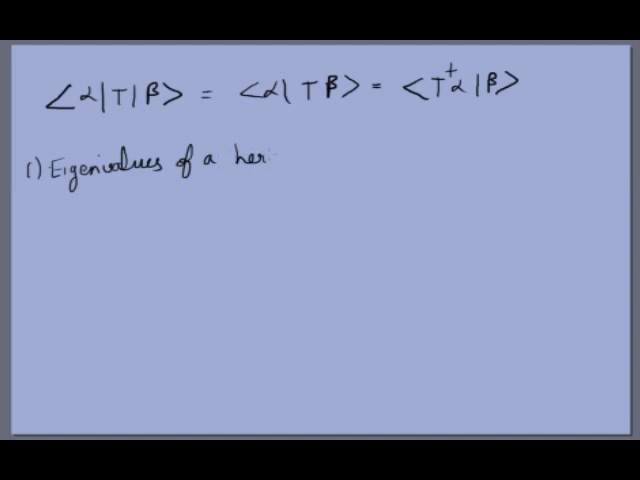 <α|T|β> = <α|Tβ> = <T†α|β>
1) Eigenvalues of a her